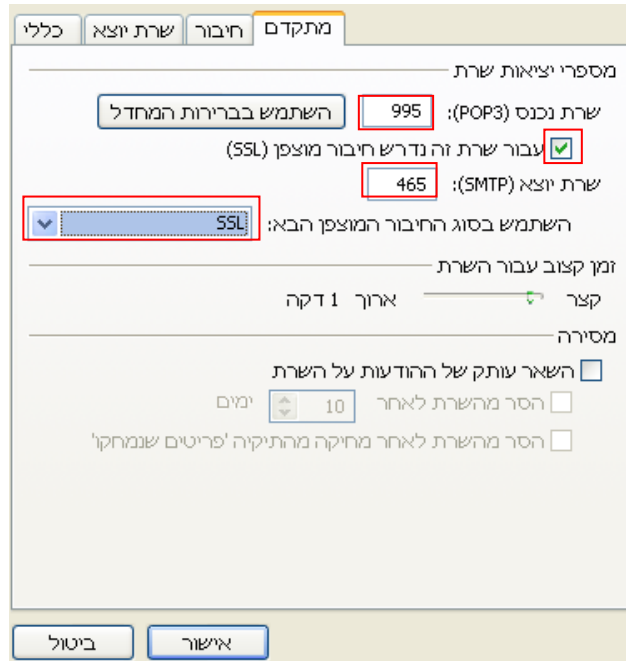 כללי שרת יוצא חיבור מתקדם
מספרי יציאות שרת
שרת נכנס (POP3): 995 השתמש בברירות המחדל
עבור שרת זה נדרש חיבור מוצפן (SSL)
שרת יוצא (SMTP): 465
השתמש בסוג החיבור המוצפן הבא: SSL
זמן קצוב עבור השרת
קצר ארוך 1 דקה
מסירה
השאר עותק של ההודעות על השרת
הסר מהשרת לאחר 10 ימים
הסר מהשרת לאחר מחיקה מהתיקיה 'פריטים שנמחקו'
אישור ביטול